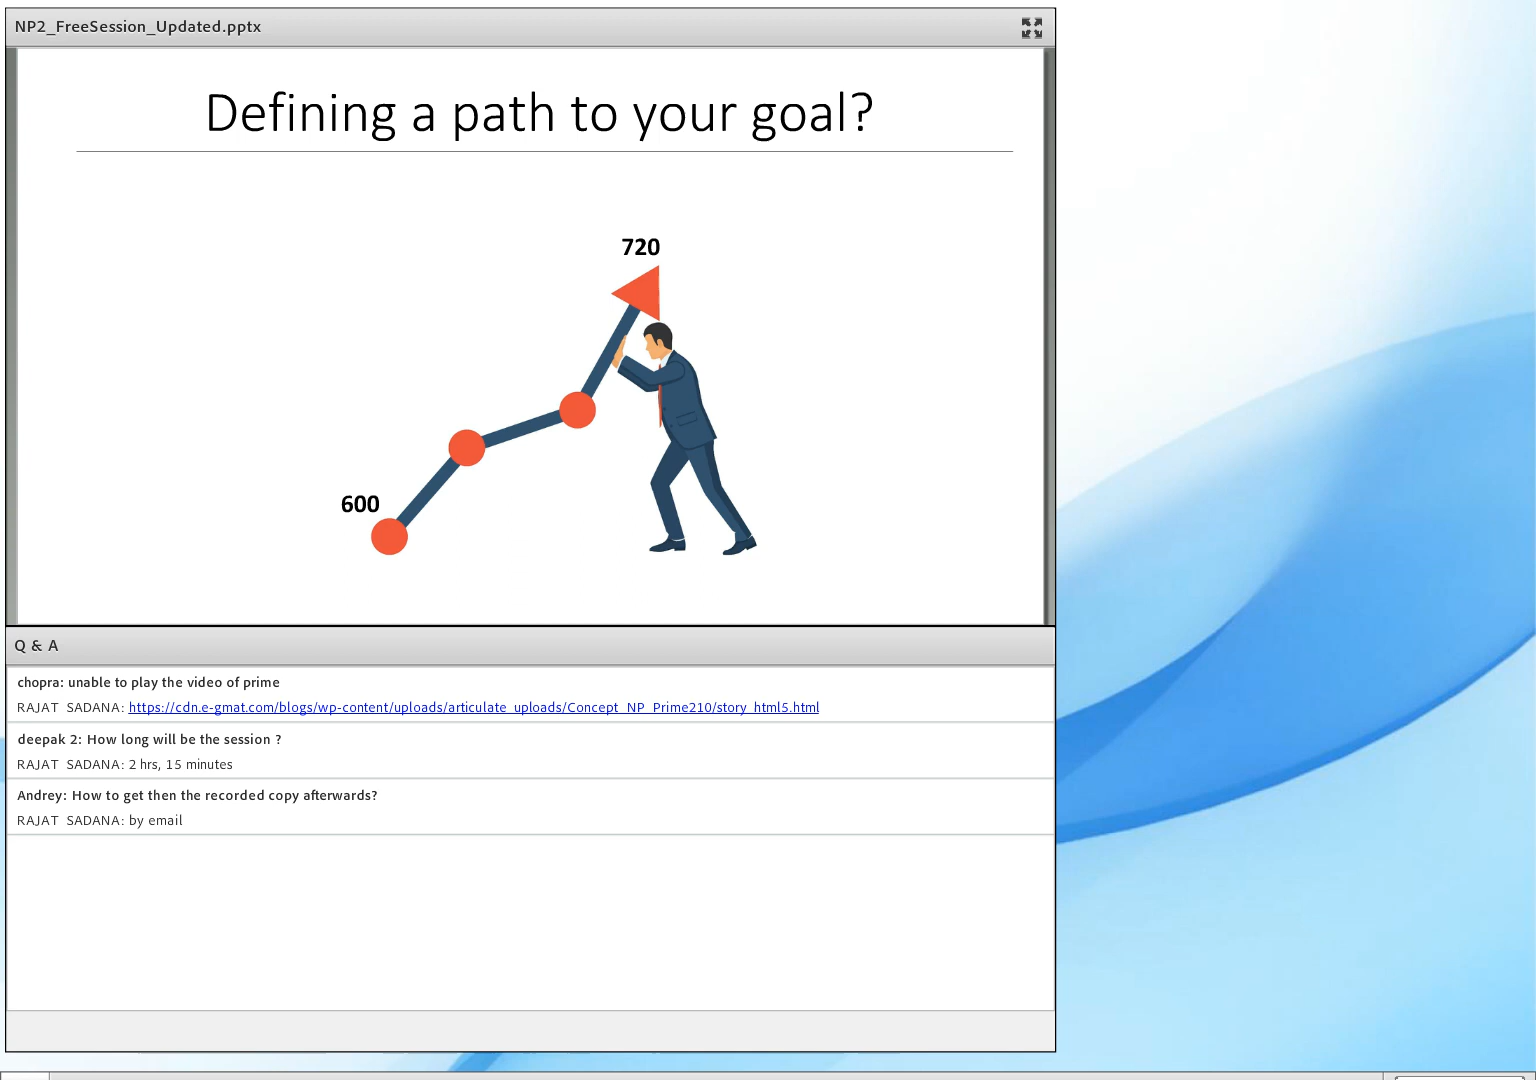 NP2_FreeSession_Updated.pptx
Defining a path to your goal?
720
600
Q & A
chopra: unable to play the video of prime
RAJAT SADANA: https://cdn.e-gmat.com/blogs/wp-content/uploads/articulate_uploads/Concept_NP_Prime210/story_html5.html
deepak 2: How long will be the session ?
RAJAT SADANA: 2 hrs, 15 minutes
Andrey: How to get then the recorded copy afterwards?
RAJAT SADANA: by email